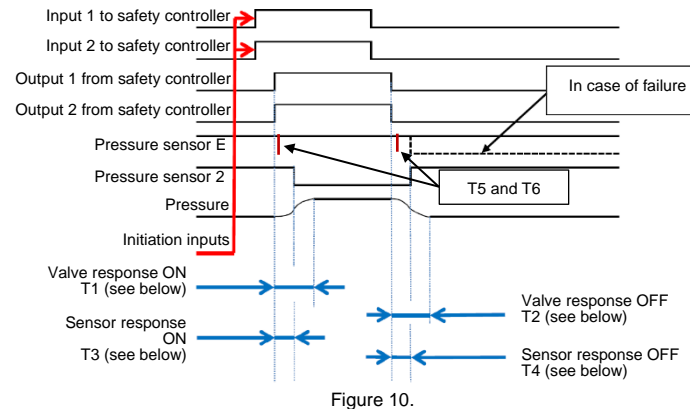 Input 1 to safety controller
Input 2 to safety controller
Output 1 from safety controller
Output 2 from safety controller
In case of failure
Pressure sensor E
Pressure sensor 2
T5 and T6
Pressure
Initiation inputs
Valve response ON
T1 (see below)
Valve response OFF
T2 (see below)
Sensor response
ON
T3 (see below)
Sensor response OFF
T4 (see below)
Figure 10.